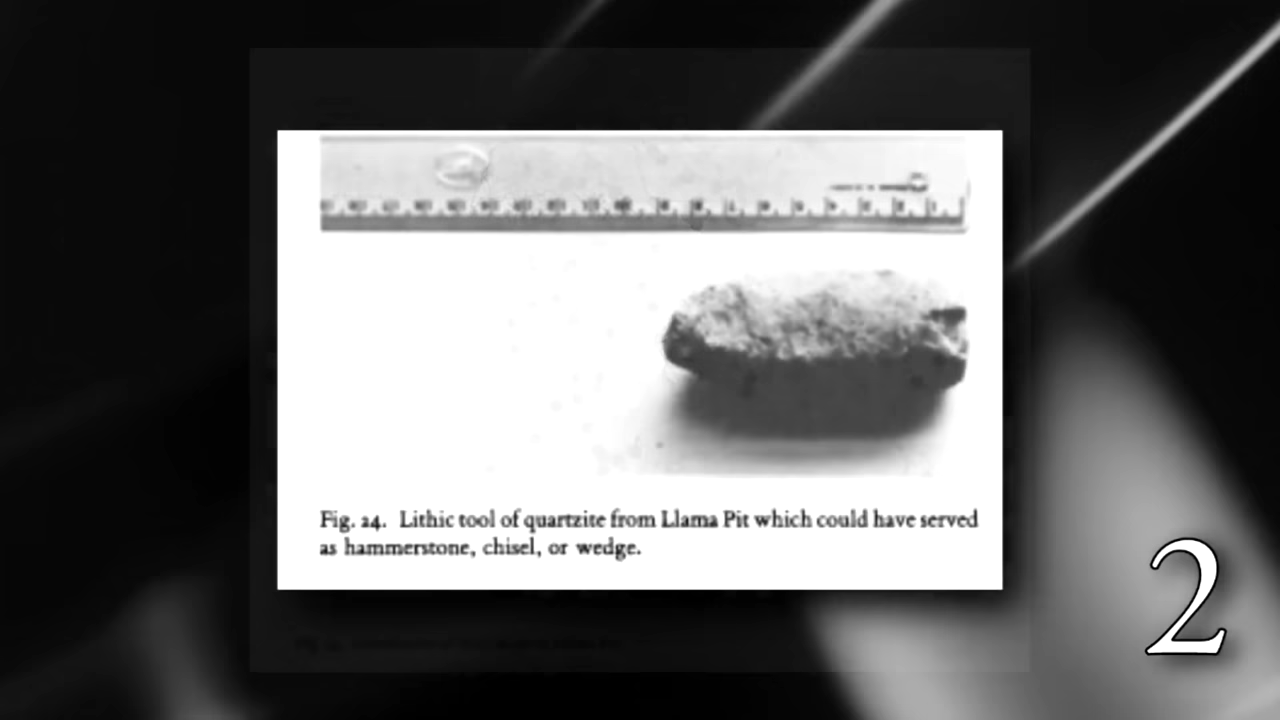 Fig. 24. Lithic tool of quartzite from Llama Pit which could have served
as hammerstone, chisel, or wedge.
2